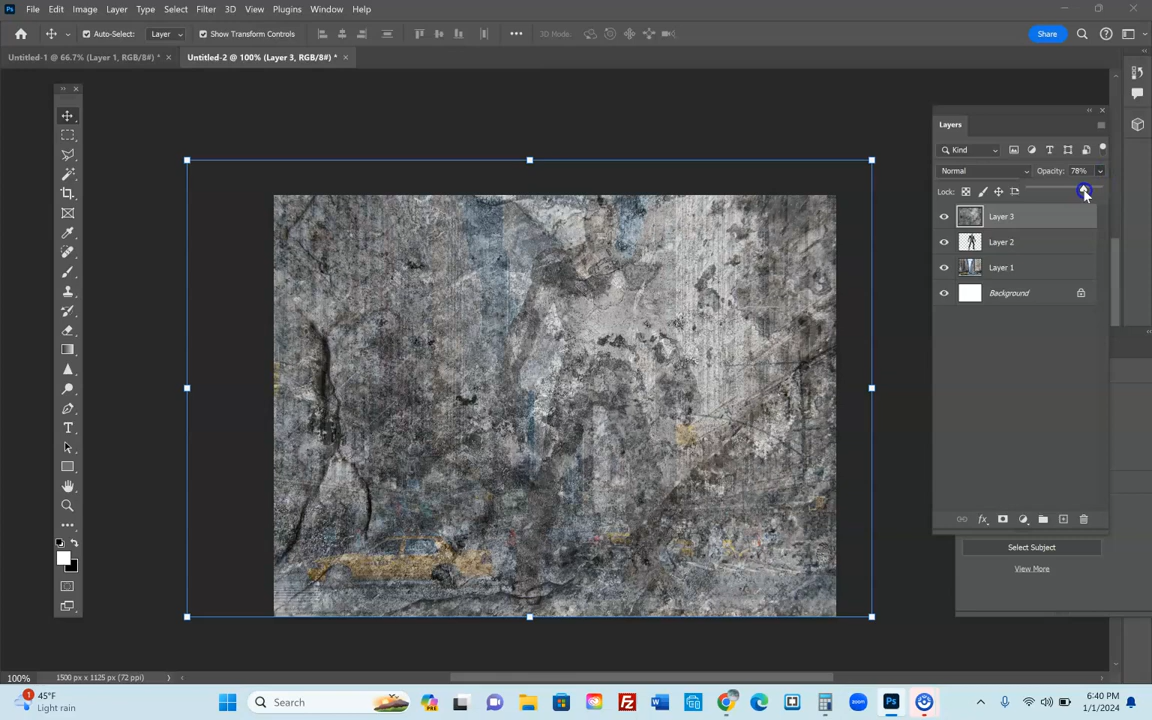 File Edit Image Layer Type Select Filter 3D View Plugins Window Help
Auto-Select: Layer Show Transform Controls 3D Mode: Share
Untitled-1 @ 66.7% (Layer 1, RGB/8#) * × Untitled-2 @ 100% (Layer 3, RGB/8#) * ×
Layers
Kind
Normal Opacity: 78%
Lock:
Layer 3
Layer 2
Layer 1
Background
fx
Select Subject
View More
100% 1500 px x 1125 px (72 ppi)
45°F
Light rain
Search
6:40 PM
1/1/2024